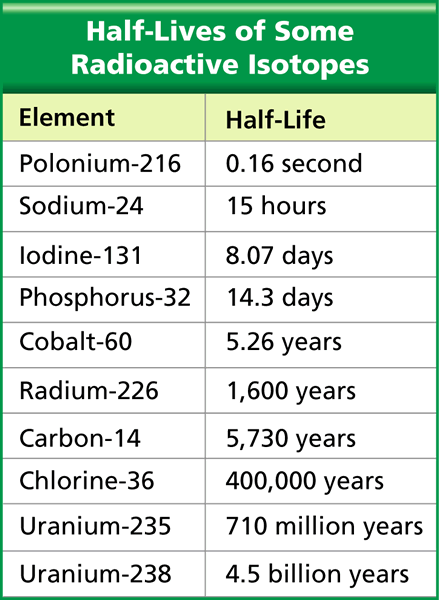 Half-Lives of Some
Radioactive Isotopes
Element Half-Life
Polonium-216 0.16 second
Sodium-24 15 hours
Iodine-131 8.07 days
Phosphorus-32 14.3 days
Cobalt-60 5.26 years
Radium-226 1,600 years
Carbon-14 5,730 years
Chlorine-36 400,000 years
Uranium-235 710 million years
Uranium-238 4.5 billion years